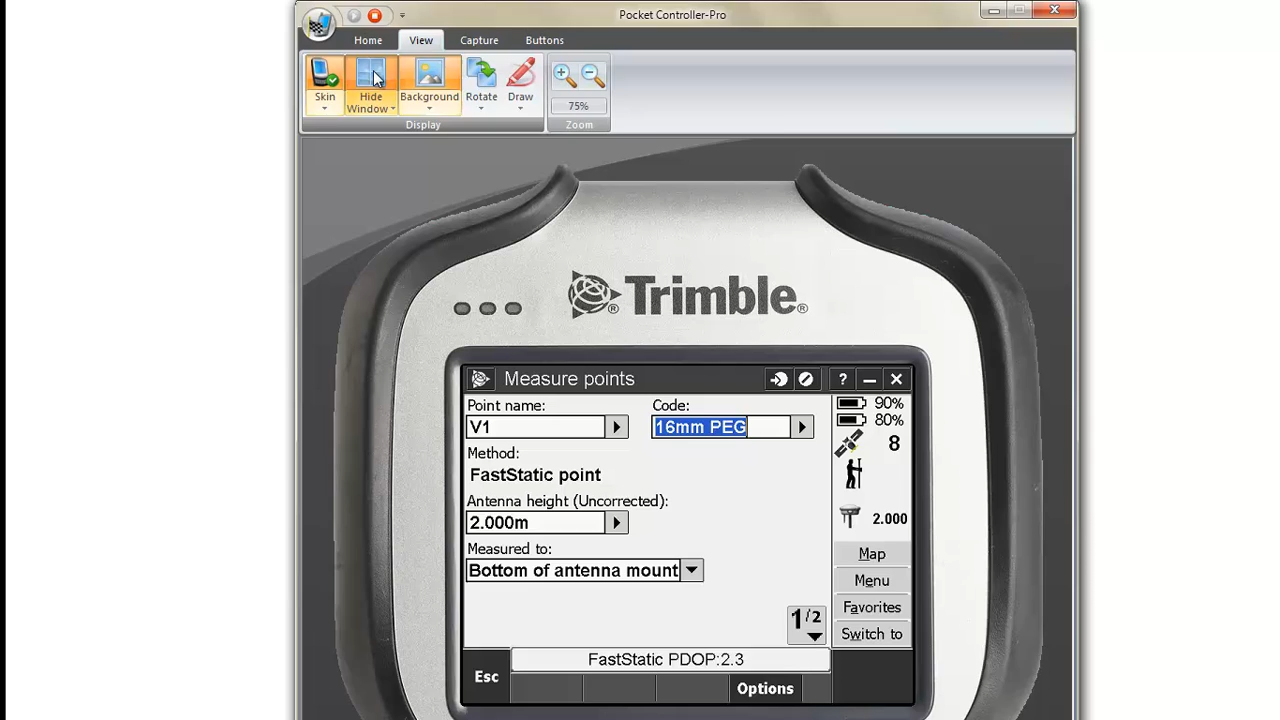 Pocket Controller-Pro
Home View Capture Buttons
Skin Hide Window Background Rotate Draw 75%
Display Zoom
Trimble®
Measure points ?
Point name: Code: 90%
V1 16mm PEG 80%
Method: 8
FastStatic point
Antenna height (Uncorrected):
2.000m 2.000
Measured to: Map
Bottom of antenna mount Menu
1/2 Favorites
Switch to
FastStatic PDOP:2.3
Esc Options